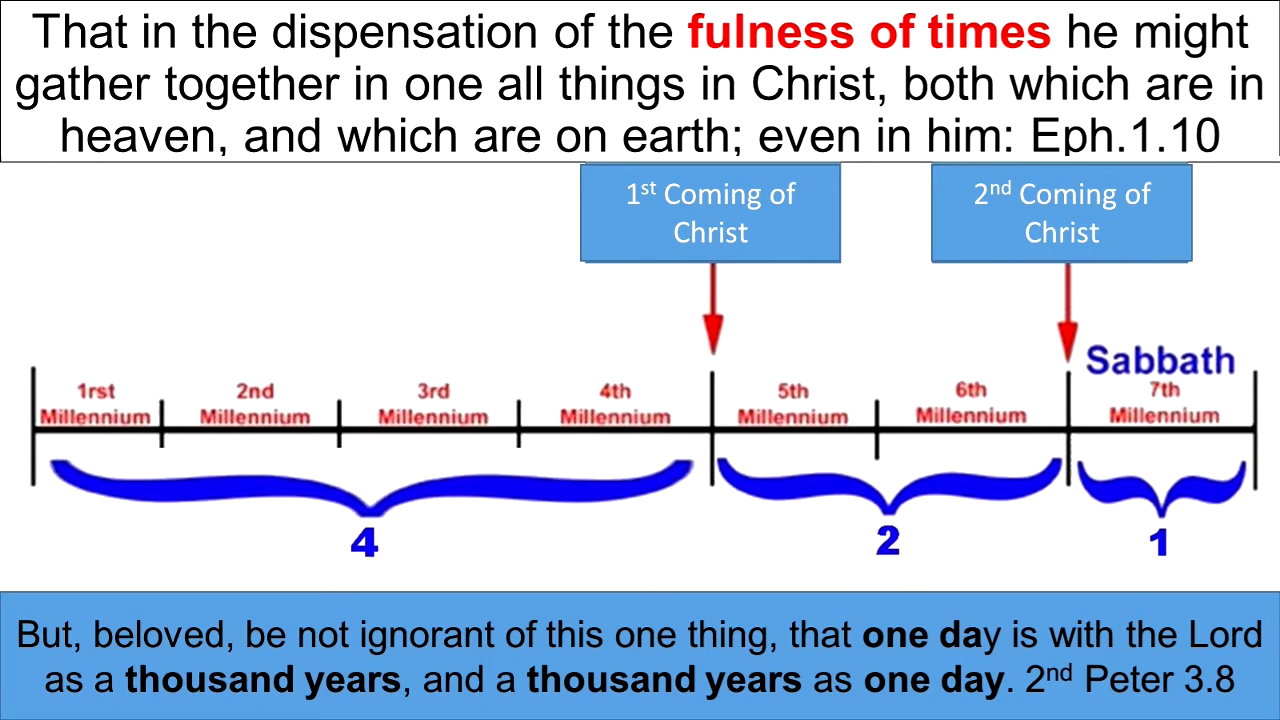 That in the dispensation of the fulness of times he might
gather together in one all things in Christ, both which are in
heaven, and which are on earth; even in him: Eph.1.10
1st Coming of
Christ
2nd Coming of
Christ
Sabbath
1rst
Millennium
2nd
Millennium
3rd
Millennium
4th
Millennium
5th
Millennium
6th
Millennium
7th
Millennium
4
2
1
But, beloved, be not ignorant of this one thing, that one day is with the Lord
as a thousand years, and a thousand years as one day. 2nd Peter 3.8